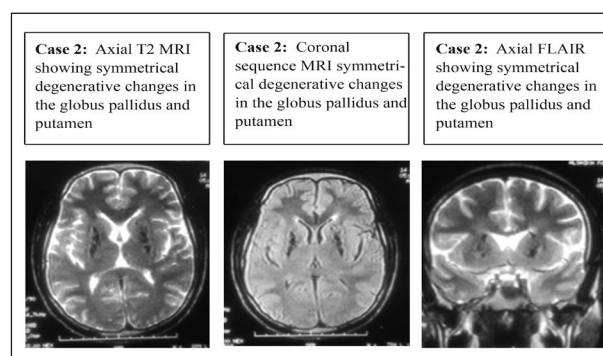 Case 2: Axial T2 MRI
showing symmetrical
degenerative changes in
the globus pallidus and
putamen
Case 2: Coronal
sequence MRI symmetri-
cal degenerative changes
in the globus pallidus and
putamen
Case 2: Axial FLAIR
showing symmetrical
degenerative changes in
the globus pallidus and
putamen